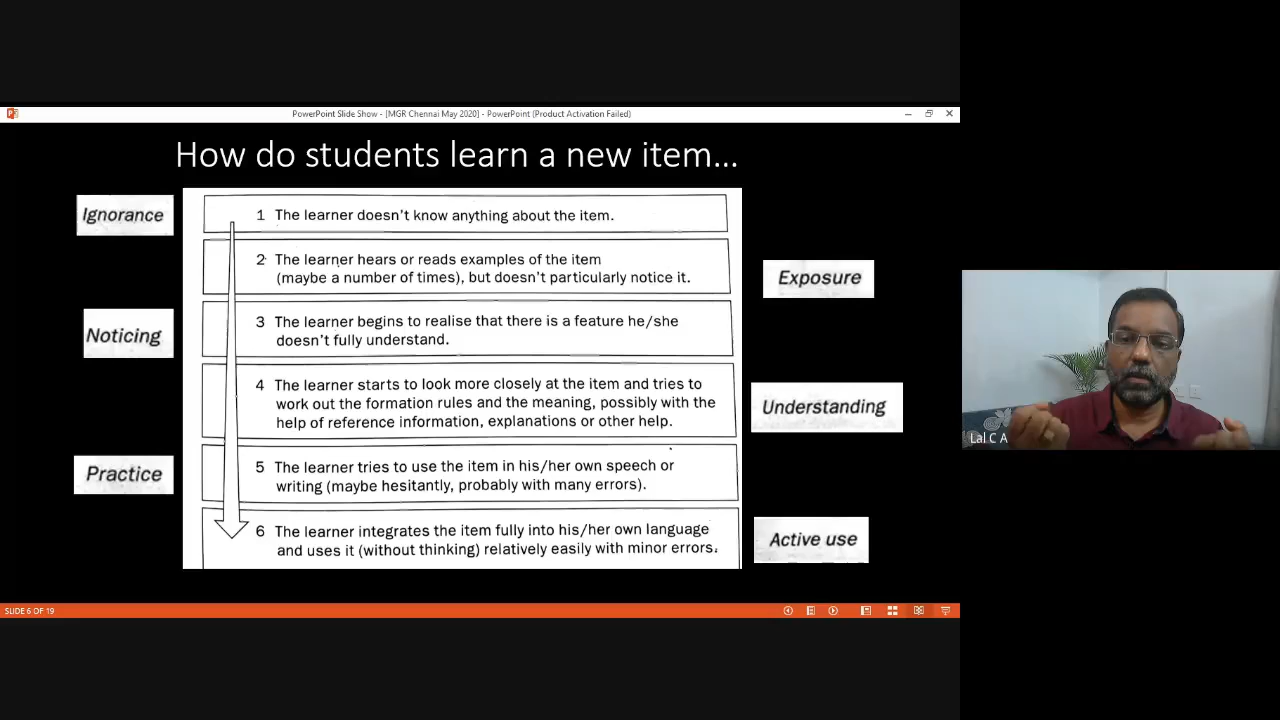 PowerPoint Slide Show - [MGR Chennai May 2020] - PowerPoint (Product Activation Failed)
How do students learn a new item...
Ignorance
1 The learner doesn't know anything about the item.
2 The learner hears or reads examples of the item
(maybe a number of times), but doesn't particularly notice it.
Exposure
Noticing
3 The learner begins to realise that there is a feature he/she
doesn't fully understand.
4 The learner starts to look more closely at the item and tries to
work out the formation rules and the meaning, possibly with the
help of reference information, explanations or other help.
Understanding
Practice
5 The learner tries to use the item in his/her own speech or
writing (maybe hesitantly, probably with many errors).
6 The learner integrates the item fully into his/her own language
and uses it (without thinking) relatively easily with minor errors.
Active use
Lal C A
SLIDE 6 OF 19